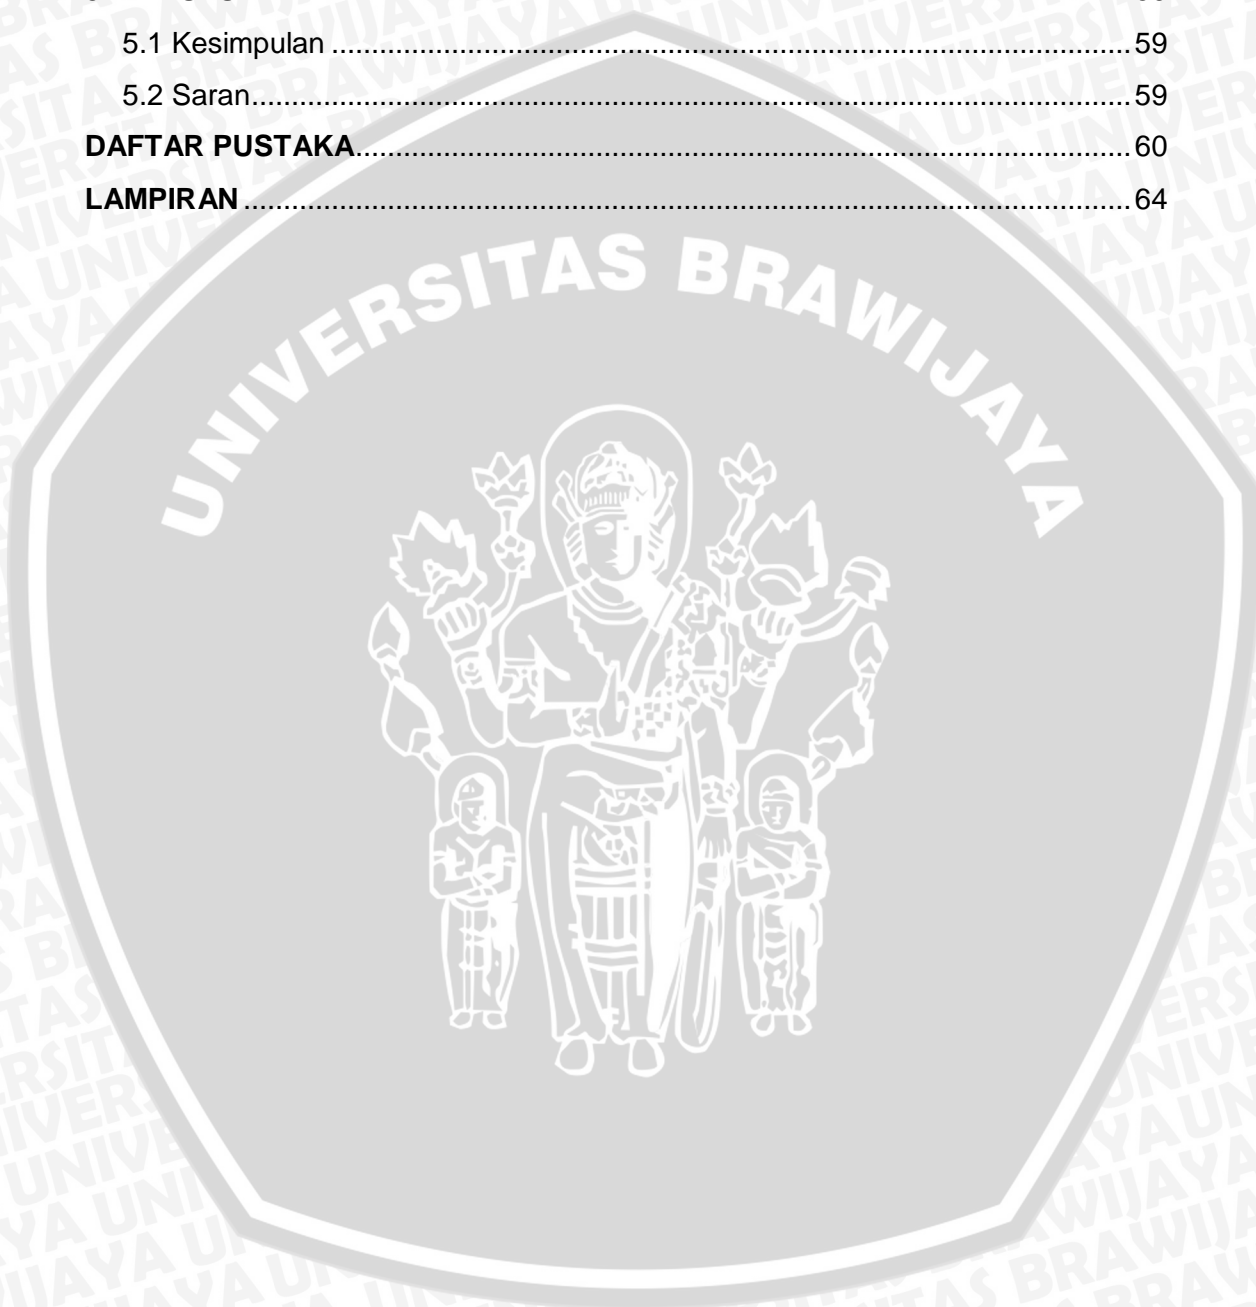 5.1 Kesimpulan ........................................................................................................ 59
5.2 Saran.................................................................................................................. 59
DAFTAR PUSTAKA................................................................................................. 60
LAMPIRAN ............................................................................................................... 64
UNIVERSITAS BRAWIJAYA